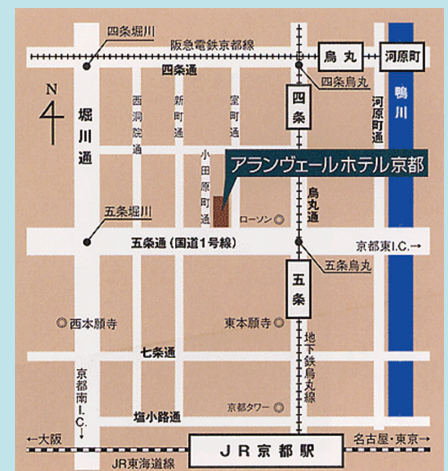 四条堀川
阪急電鉄京都線
烏丸
河原町
四条通
四条烏丸
N
堀川通
西洞院通
新町通
室町通
四条
河原町通
鴨川
小田原町通
アランヴェールホテル京都
烏丸通
ローソン
五条堀川
五条通(国道1号線)
京都東I.C.→
五条烏丸
五条
西本願寺
東本願寺
地下鉄烏丸線
七条通
京都南I.C.→
京都タワー
塩小路通
←大阪
JR京都駅
名古屋・東京→
JR東海道線